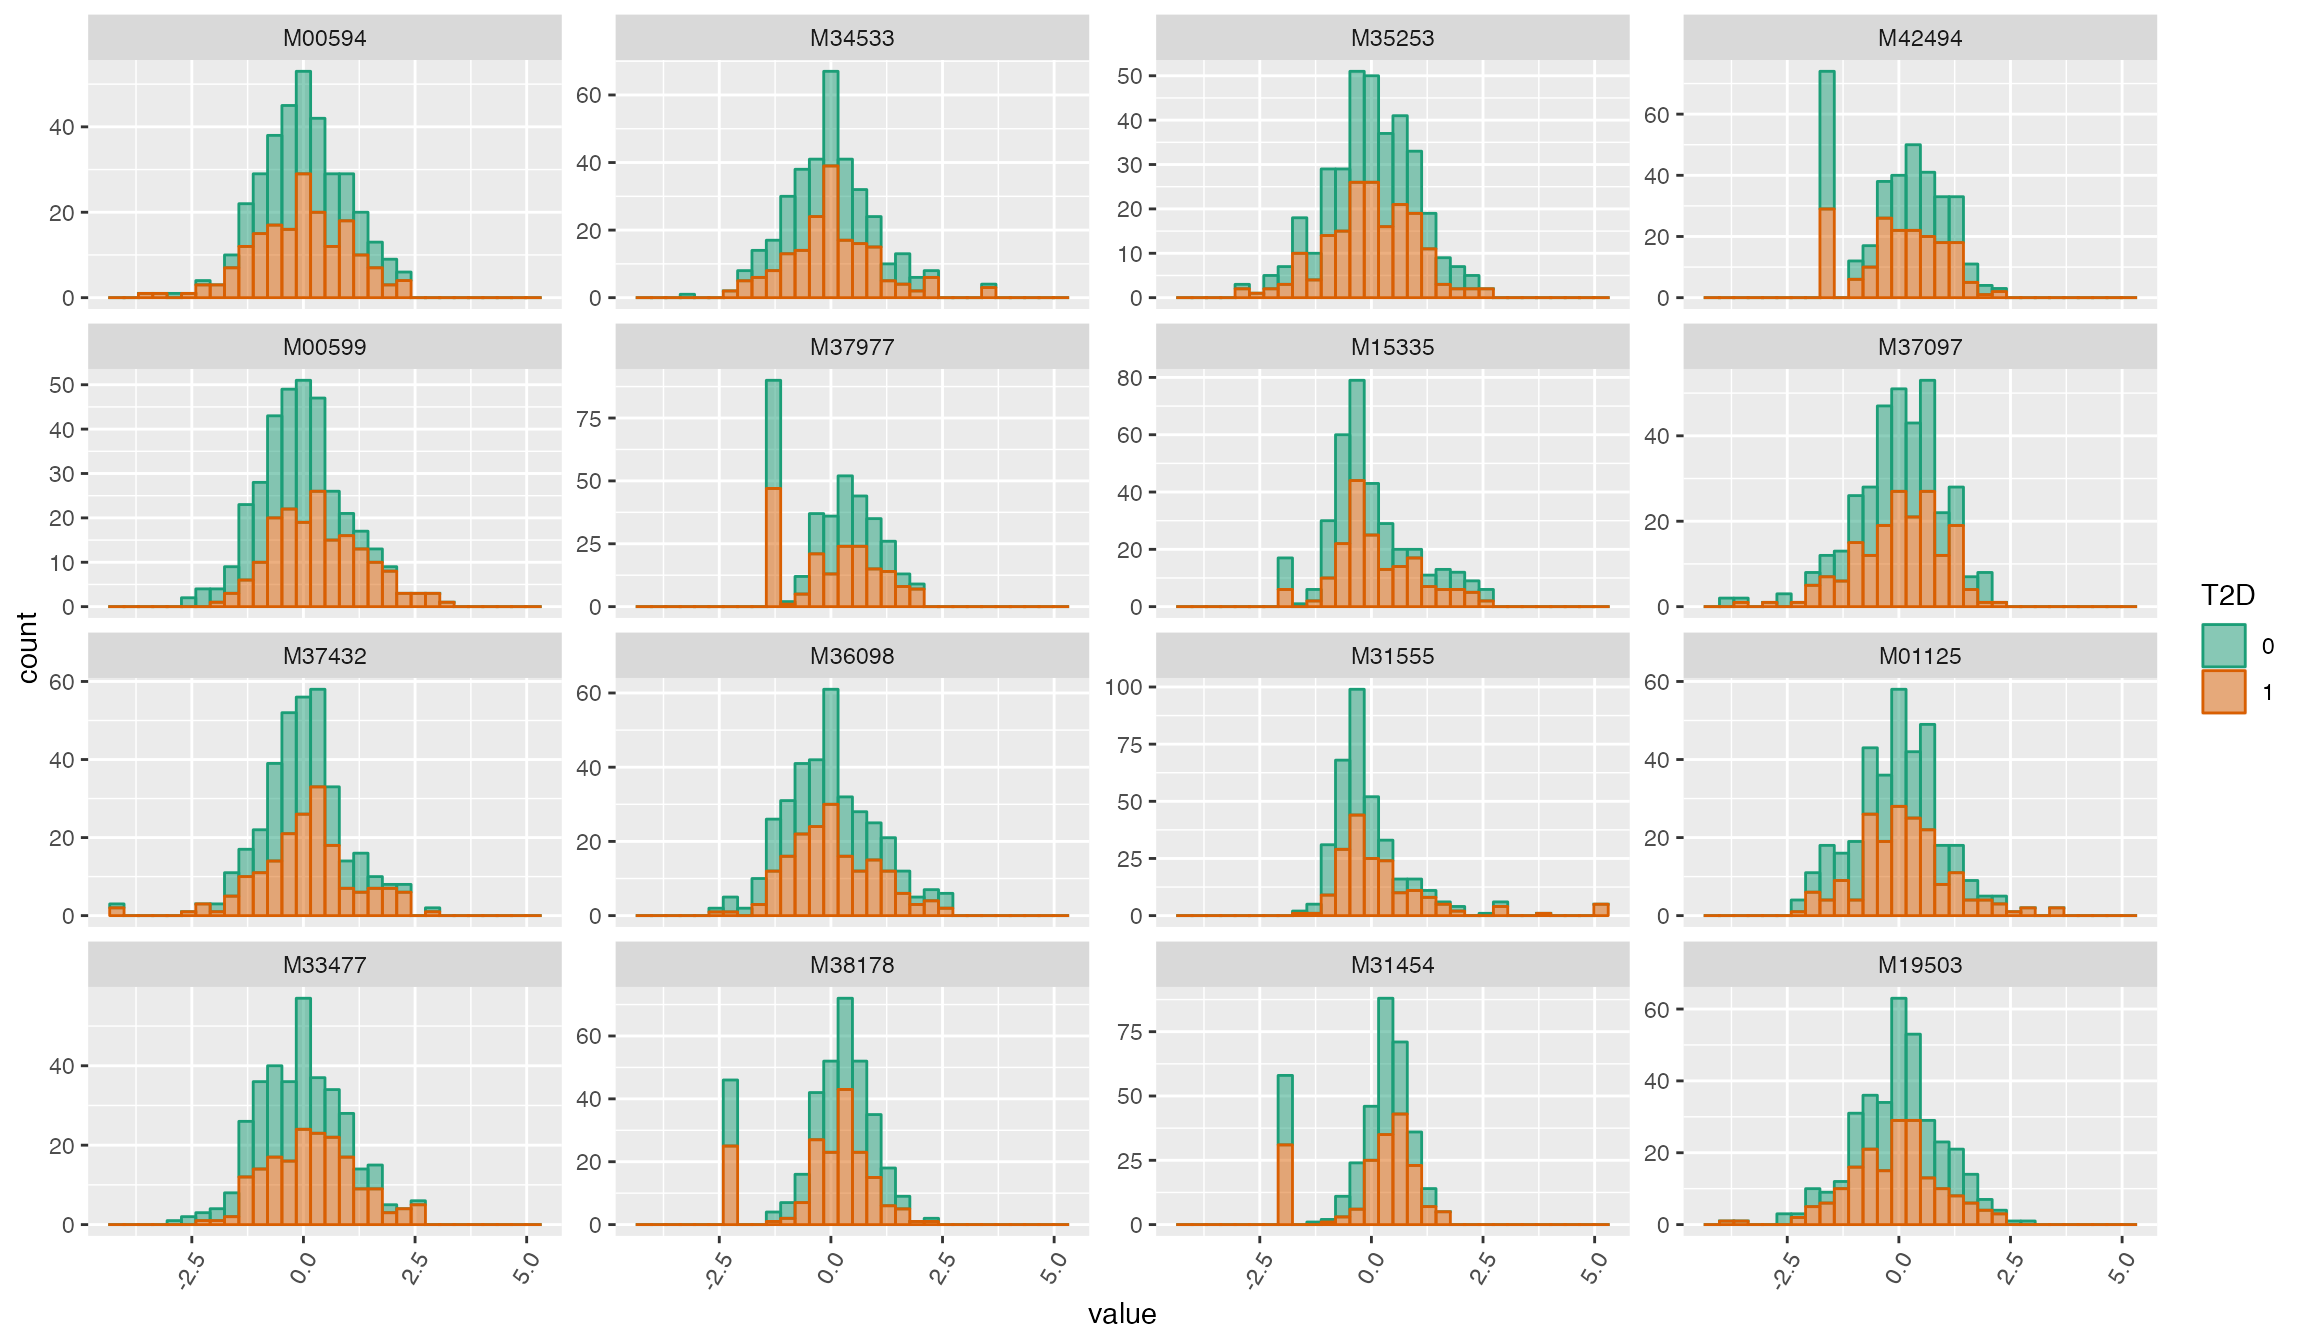 M00594 M34533 M35253 M42494
40 20 0
60 40 20 0
50 40 30 20 10 0
60 40 20 0
M00599 M37977 M15335 M37097
50 40 30 20 10 0
75 50 25 0
80 60 40 20 0
40 20 0
M37432 M36098 M31555 M01125
60 40 20 0
60 40 20 0
100 75 50 25 0
60 40 20 0
M33477 M38178 M31454 M19503
40 20 0
60 40 20 0
75 50 25 0
60 40 20 0
-2.5 0.0 2.5 5.0 -2.5 0.0 2.5 5.0 -2.5 0.0 2.5 5.0 -2.5 0.0 2.5 5.0
count
value
T2D
0
1